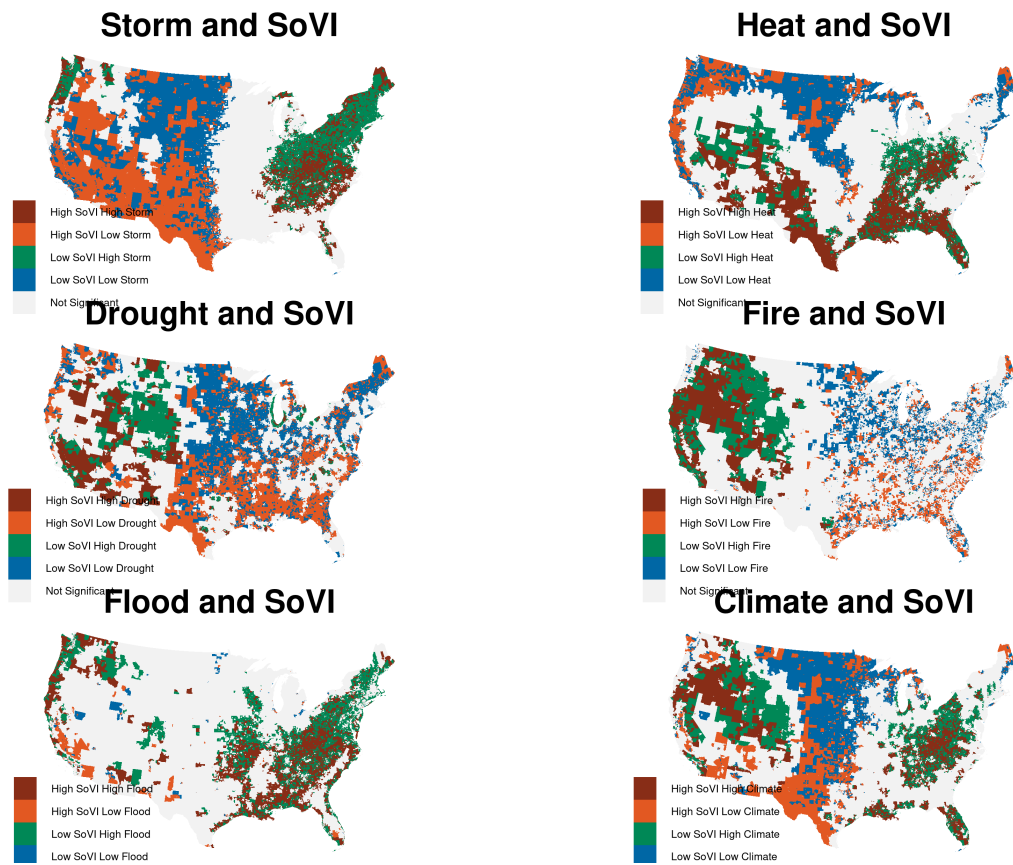 Storm and SoVI
High SoVI High Storm
High SoVI Low Storm
Low SoVI High Storm
Low SoVI Low Storm
Not Significant
Heat and SoVI
High SoVI High Heat
High SoVI Low Heat
Low SoVI High Heat
Low SoVI Low Heat
Not Significant
Drought and SoVI
High SoVI High Drought
High SoVI Low Drought
Low SoVI High Drought
Low SoVI Low Drought
Not Significant
Fire and SoVI
High SoVI High Fire
High SoVI Low Fire
Low SoVI High Fire
Low SoVI Low Fire
Not Significant
Flood and SoVI
High SoVI High Flood
High SoVI Low Flood
Low SoVI High Flood
Low SoVI Low Flood
Climate and SoVI
High SoVI High Climate
High SoVI Low Climate
Low SoVI High Climate
Low SoVI Low Climate